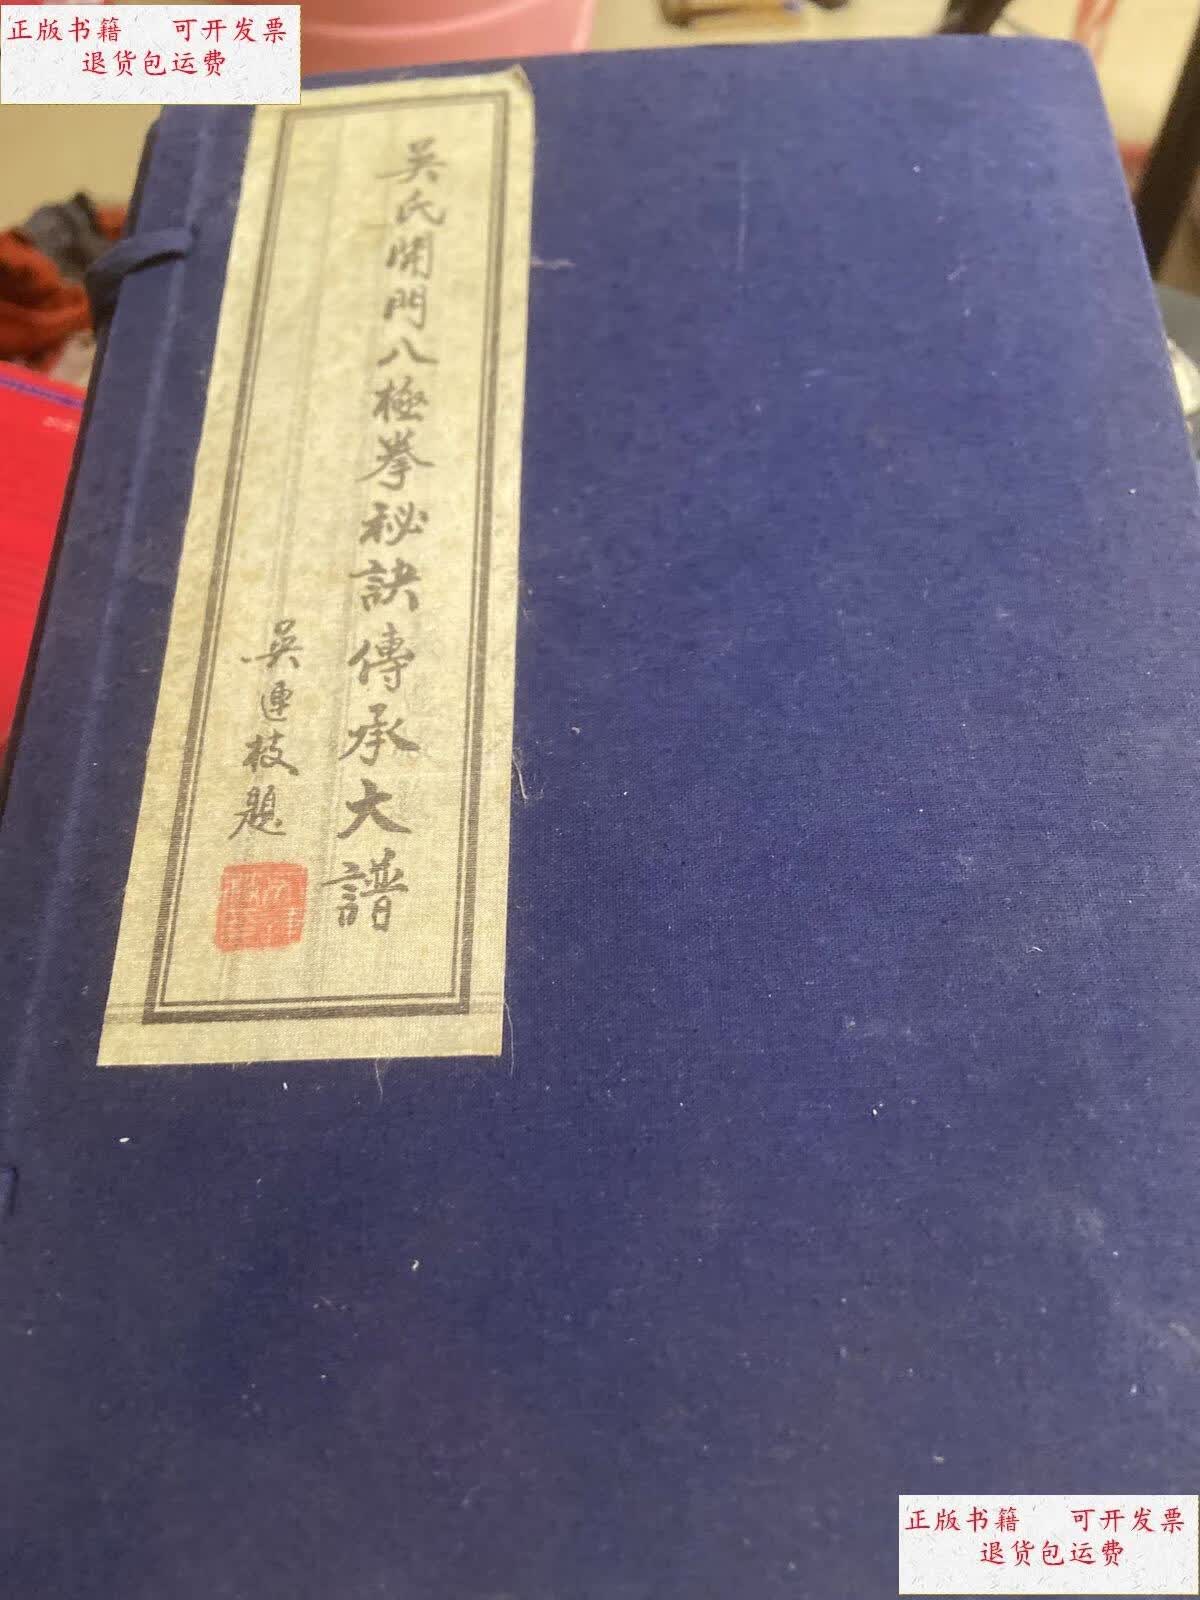 正版书籍 可开发票
退货包运费
吳氏開門八極拳秘訣傳承大譜
吳連枝題
正版书籍 可开发票
退货包运费